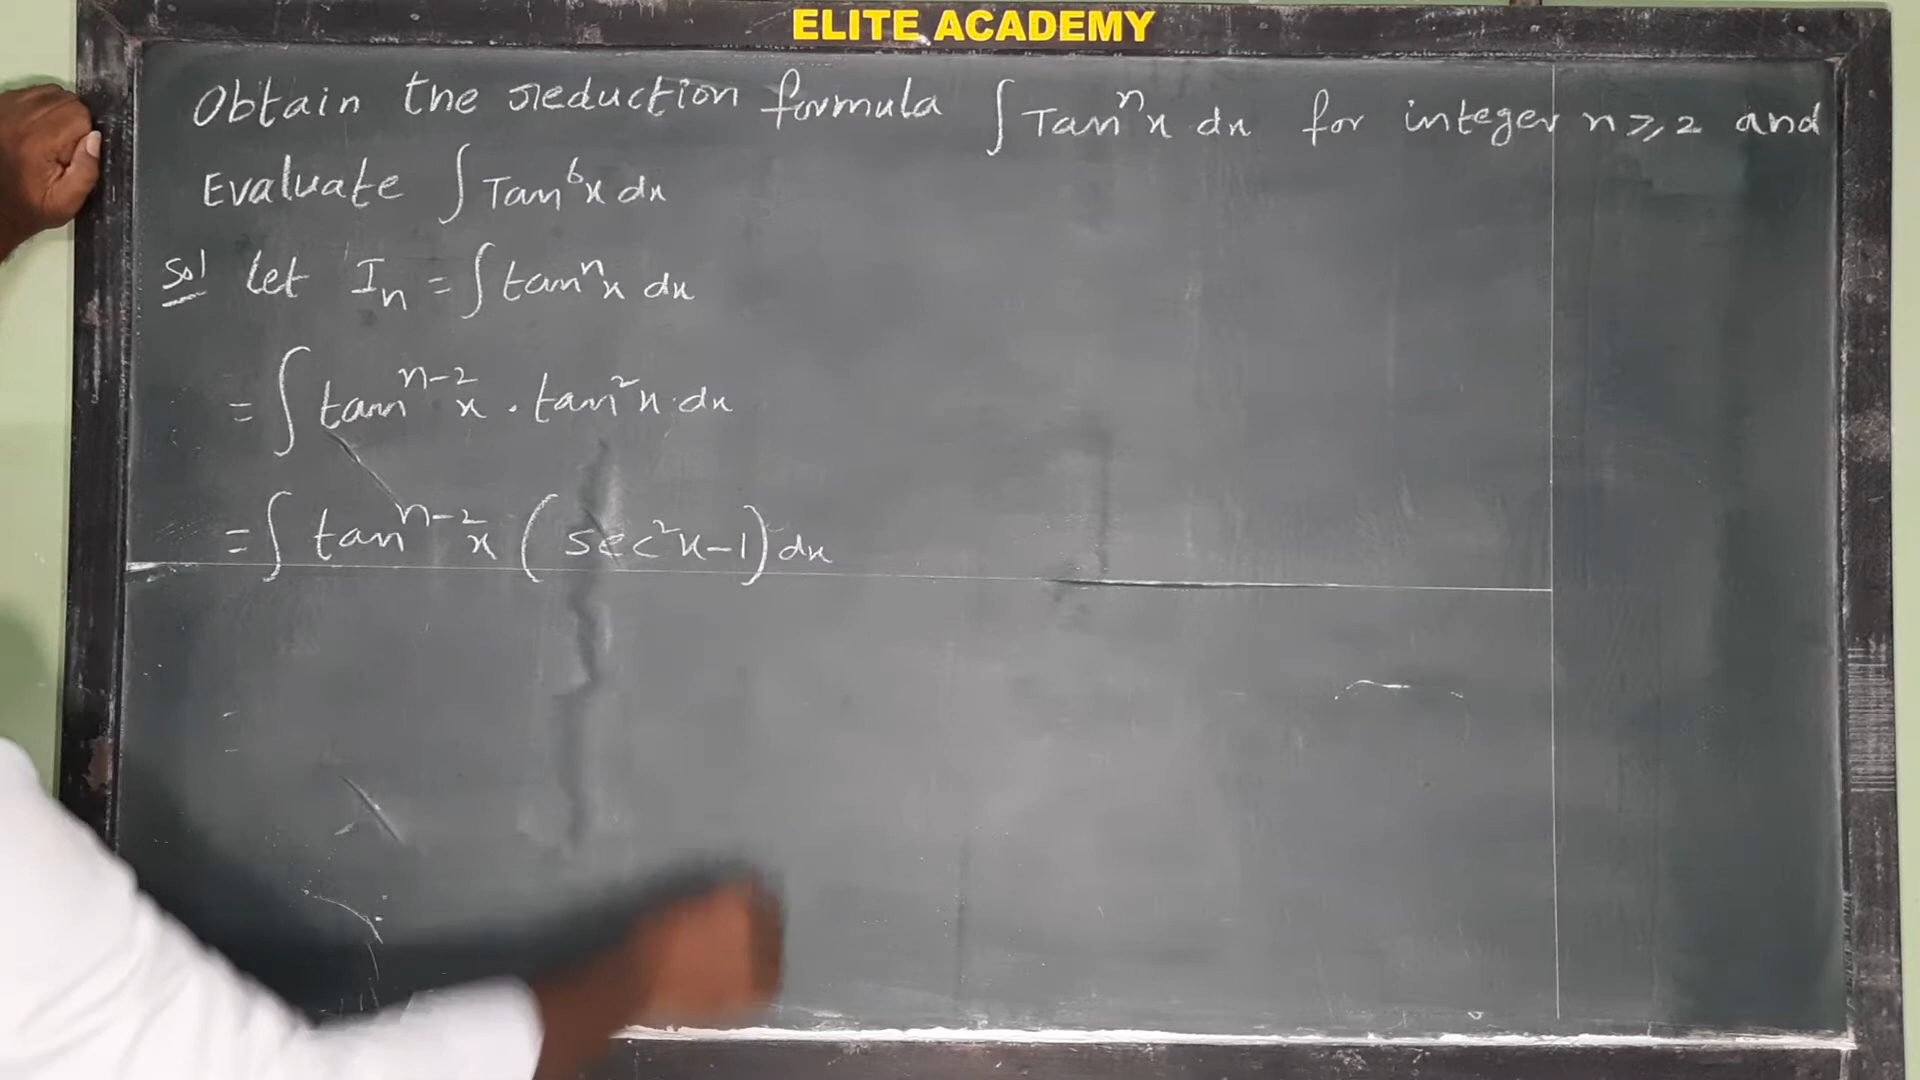 ELITE ACADEMY
Obtain the reduction formula ∫ Tanⁿx dx for integer n ≥ 2 and
Evaluate ∫ Tan⁶x dx
Sol let Iₙ = ∫ tanⁿx dx
= ∫ tanⁿ⁻²x . tan²x . dx
= ∫ tanⁿ⁻²x (sec²x-1) dx
=